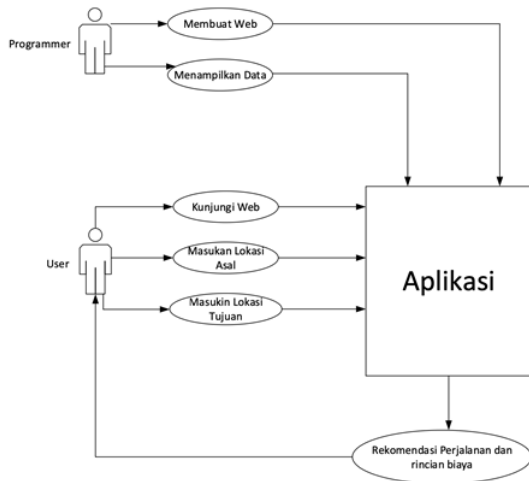 Membuat Web
Programmer
Menampilkan Data
Kunjungi Web
User
Masukan Lokasi
Asal
Aplikasi
Masukin Lokasi
Tujuan
Rekomendasi Perjalanan dan
rincian biaya